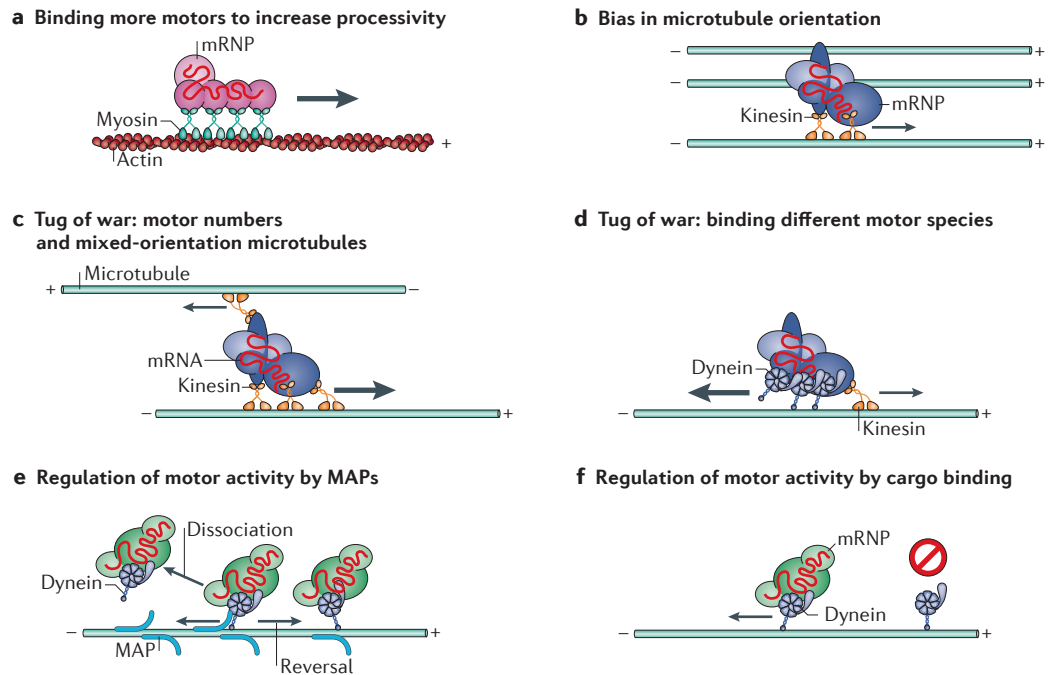 a Binding more motors to increase processivity
mRNP
Myosin
Actin
+
b Bias in microtubule orientation
− +
− +
Kinesin
mRNP
− +
c Tug of war: motor numbers
and mixed-orientation microtubules
Microtubule
+ −
mRNA
Kinesin
− +
d Tug of war: binding different motor species
Dynein
− +
Kinesin
e Regulation of motor activity by MAPs
Dissociation
Dynein
− +
MAP
Reversal
f Regulation of motor activity by cargo binding
mRNP
Dynein
− +